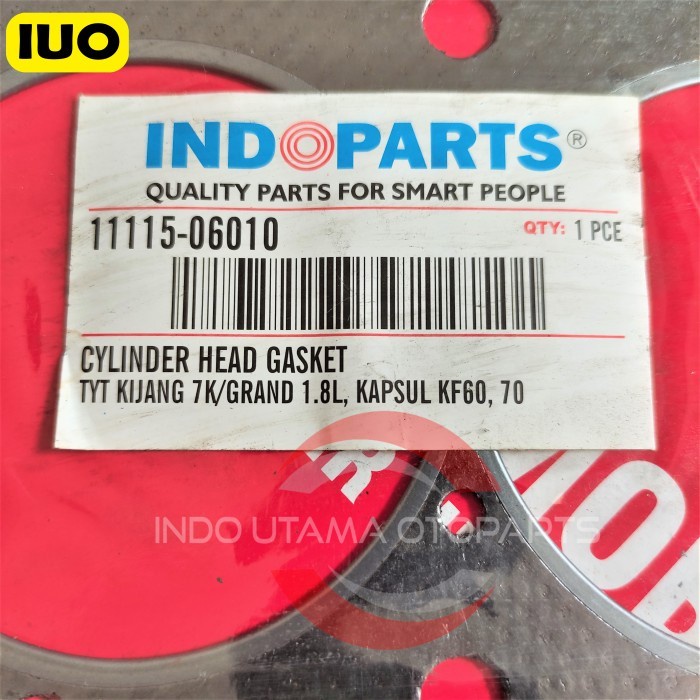 IUO
INDOPARTS®
QUALITY PARTS FOR SMART PEOPLE
11115-06010
QTY: 1 PCE
CYLINDER HEAD GASKET
TYT KIJANG 7K/GRAND 1.8L, KAPSUL KF60, 70
INDO UTAMA OTOPARTS